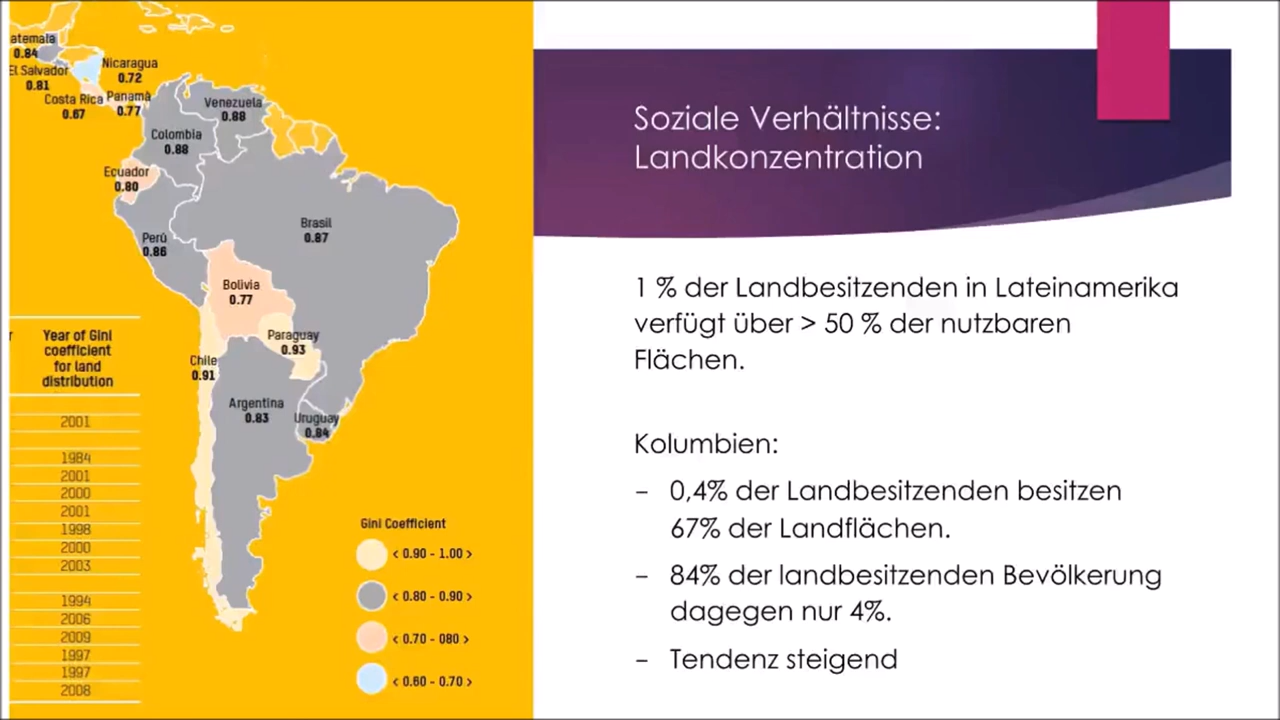 atemala
0.84
El Salvador
0.81
Nicaragua
0.72
Costa Rica
0.67
Panamá
0.77
Venezuela
0.88
Colombia
0.88
Ecuador
0.80
Brasil
0.87
Perú
0.86
Bolivia
0.77
Paraguay
0.93
Chile
0.91
Argentina
0.83
Uruguay
0.84
r
Year of Gini
coefficient
for land
distribution
2001
1984
2001
2000
2001
1998
2000
2003
1994
2006
2009
1997
1997
2008
Gini Coefficient
< 0.90 - 1.00 >
< 0.80 - 0.90 >
< 0.70 - 080 >
< 0.60 - 0.70 >
Soziale Verhältnisse:
Landkonzentration
1 % der Landbesitzenden in Lateinamerika
verfügt über > 50 % der nutzbaren
Flächen.
Kolumbien:
- 0,4% der Landbesitzenden besitzen
67% der Landflächen.
- 84% der landbesitzenden Bevölkerung
dagegen nur 4%.
- Tendenz steigend